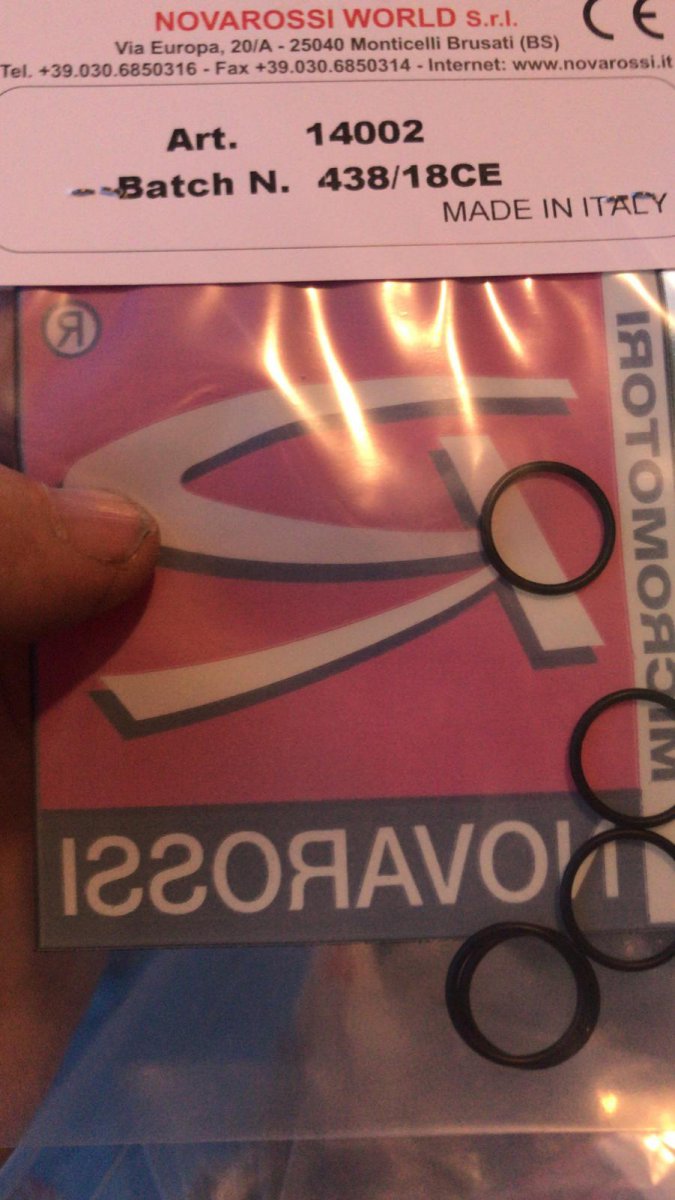 NOVAROSSI WORLD S.r.l.
CE
Via Europa, 20/A - 25040 Monticelli Brusati (BS)
Tel. +39.030.6850316 - Fax +39.030.6850314 - Internet: www.novarossi.it
Art. 14002
Batch N. 438/18CE
MADE IN ITALY
®
MICROMOTORI
NOVAROSSI